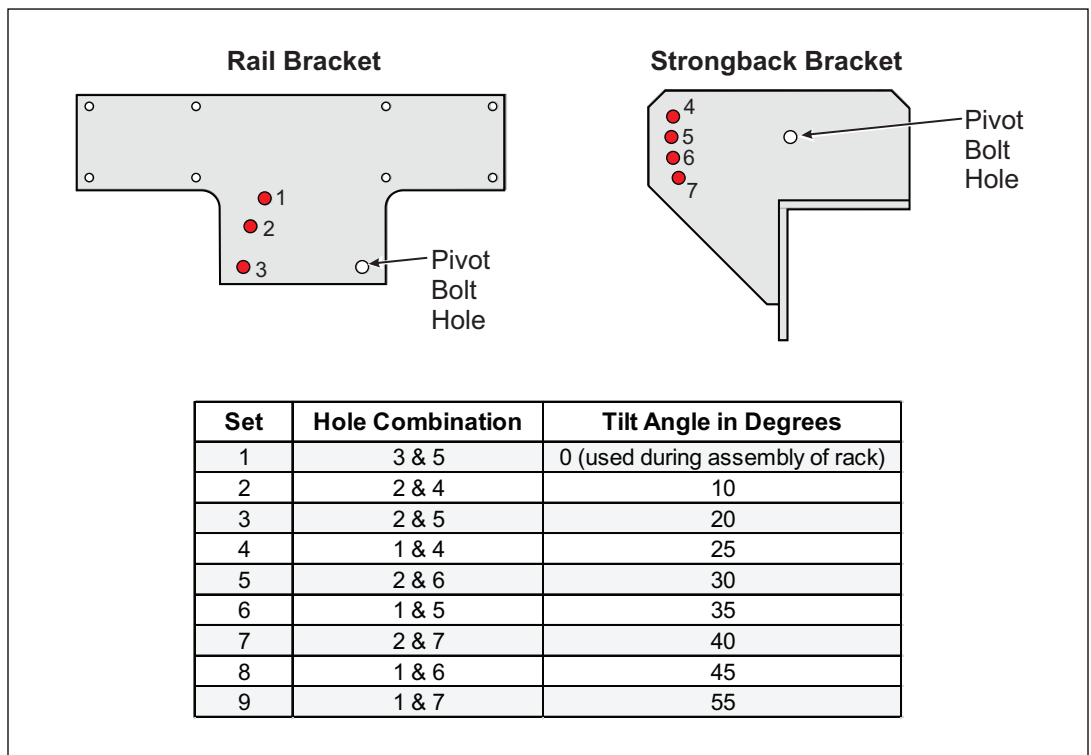 Rail Bracket
Strongback Bracket
1
2
3
Pivot
Bolt
Hole
4
5
6
7
Pivot
Bolt
Hole
Set Hole Combination Tilt Angle in Degrees
1 3 & 5 0 (used during assembly of rack)
2 2 & 4 10
3 2 & 5 20
4 1 & 4 25
5 2 & 6 30
6 1 & 5 35
7 2 & 7 40
8 1 & 6 45
9 1 & 7 55